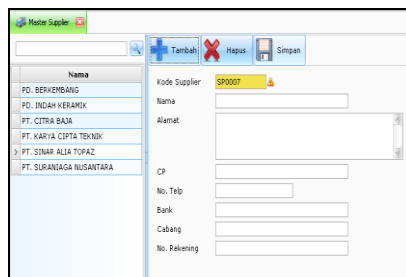 Master Supplier
Tambah
Hapus
Simpan
Nama
PD. BERKEMBANG
PD. INDAH KERAMIK
PT. CITRA BAJA
PT. KARYA CIPTA TEKNIK
PT. SINAR ALIA TOPAZ
PT. SURANIAGA NUSANTARA
Kode Supplier
SP0007
Nama
Alamat
CP
No. Telp
Bank
Cabang
No. Rekening